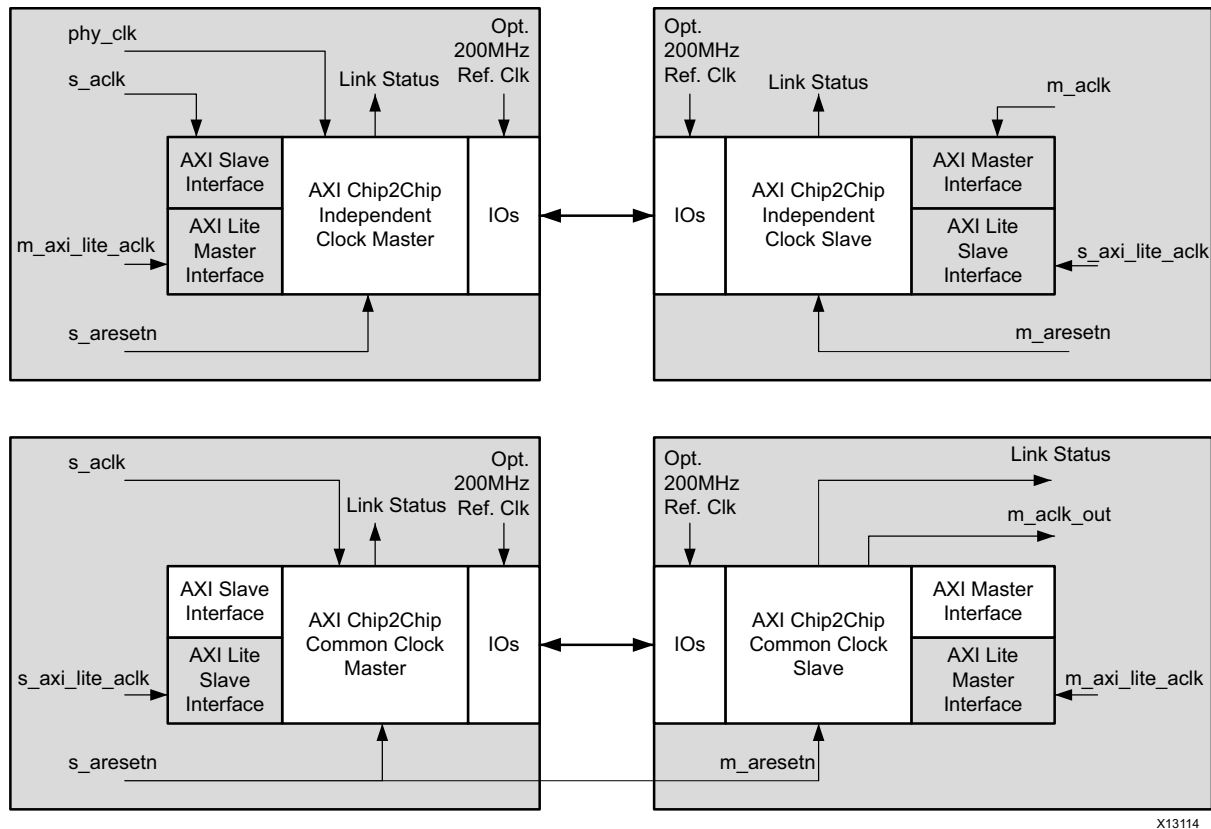 phy_clk
s_aclk
Link Status
Opt.
200MHz
Ref. Clk
AXI Slave
Interface
AXI Lite
Master
Interface
AXI Chip2Chip
Independent
Clock Master
IOs
m_axi_lite_aclk
s_aresetn
Opt.
200MHz
Ref. Clk
Link Status
m_aclk
IOs
AXI Chip2Chip
Independent
Clock Slave
AXI Master
Interface
AXI Lite
Slave
Interface
s_axi_lite_aclk
m_aresetn
s_aclk
Link Status
Opt.
200MHz
Ref. Clk
AXI Slave
Interface
AXI Lite
Slave
Interface
AXI Chip2Chip
Common Clock
Master
IOs
s_axi_lite_aclk
s_aresetn
Opt.
200MHz
Ref. Clk
Link Status
m_aclk_out
IOs
AXI Chip2Chip
Common Clock
Slave
AXI Master
Interface
AXI Lite
Master
Interface
m_axi_lite_aclk
m_aresetn
X13114